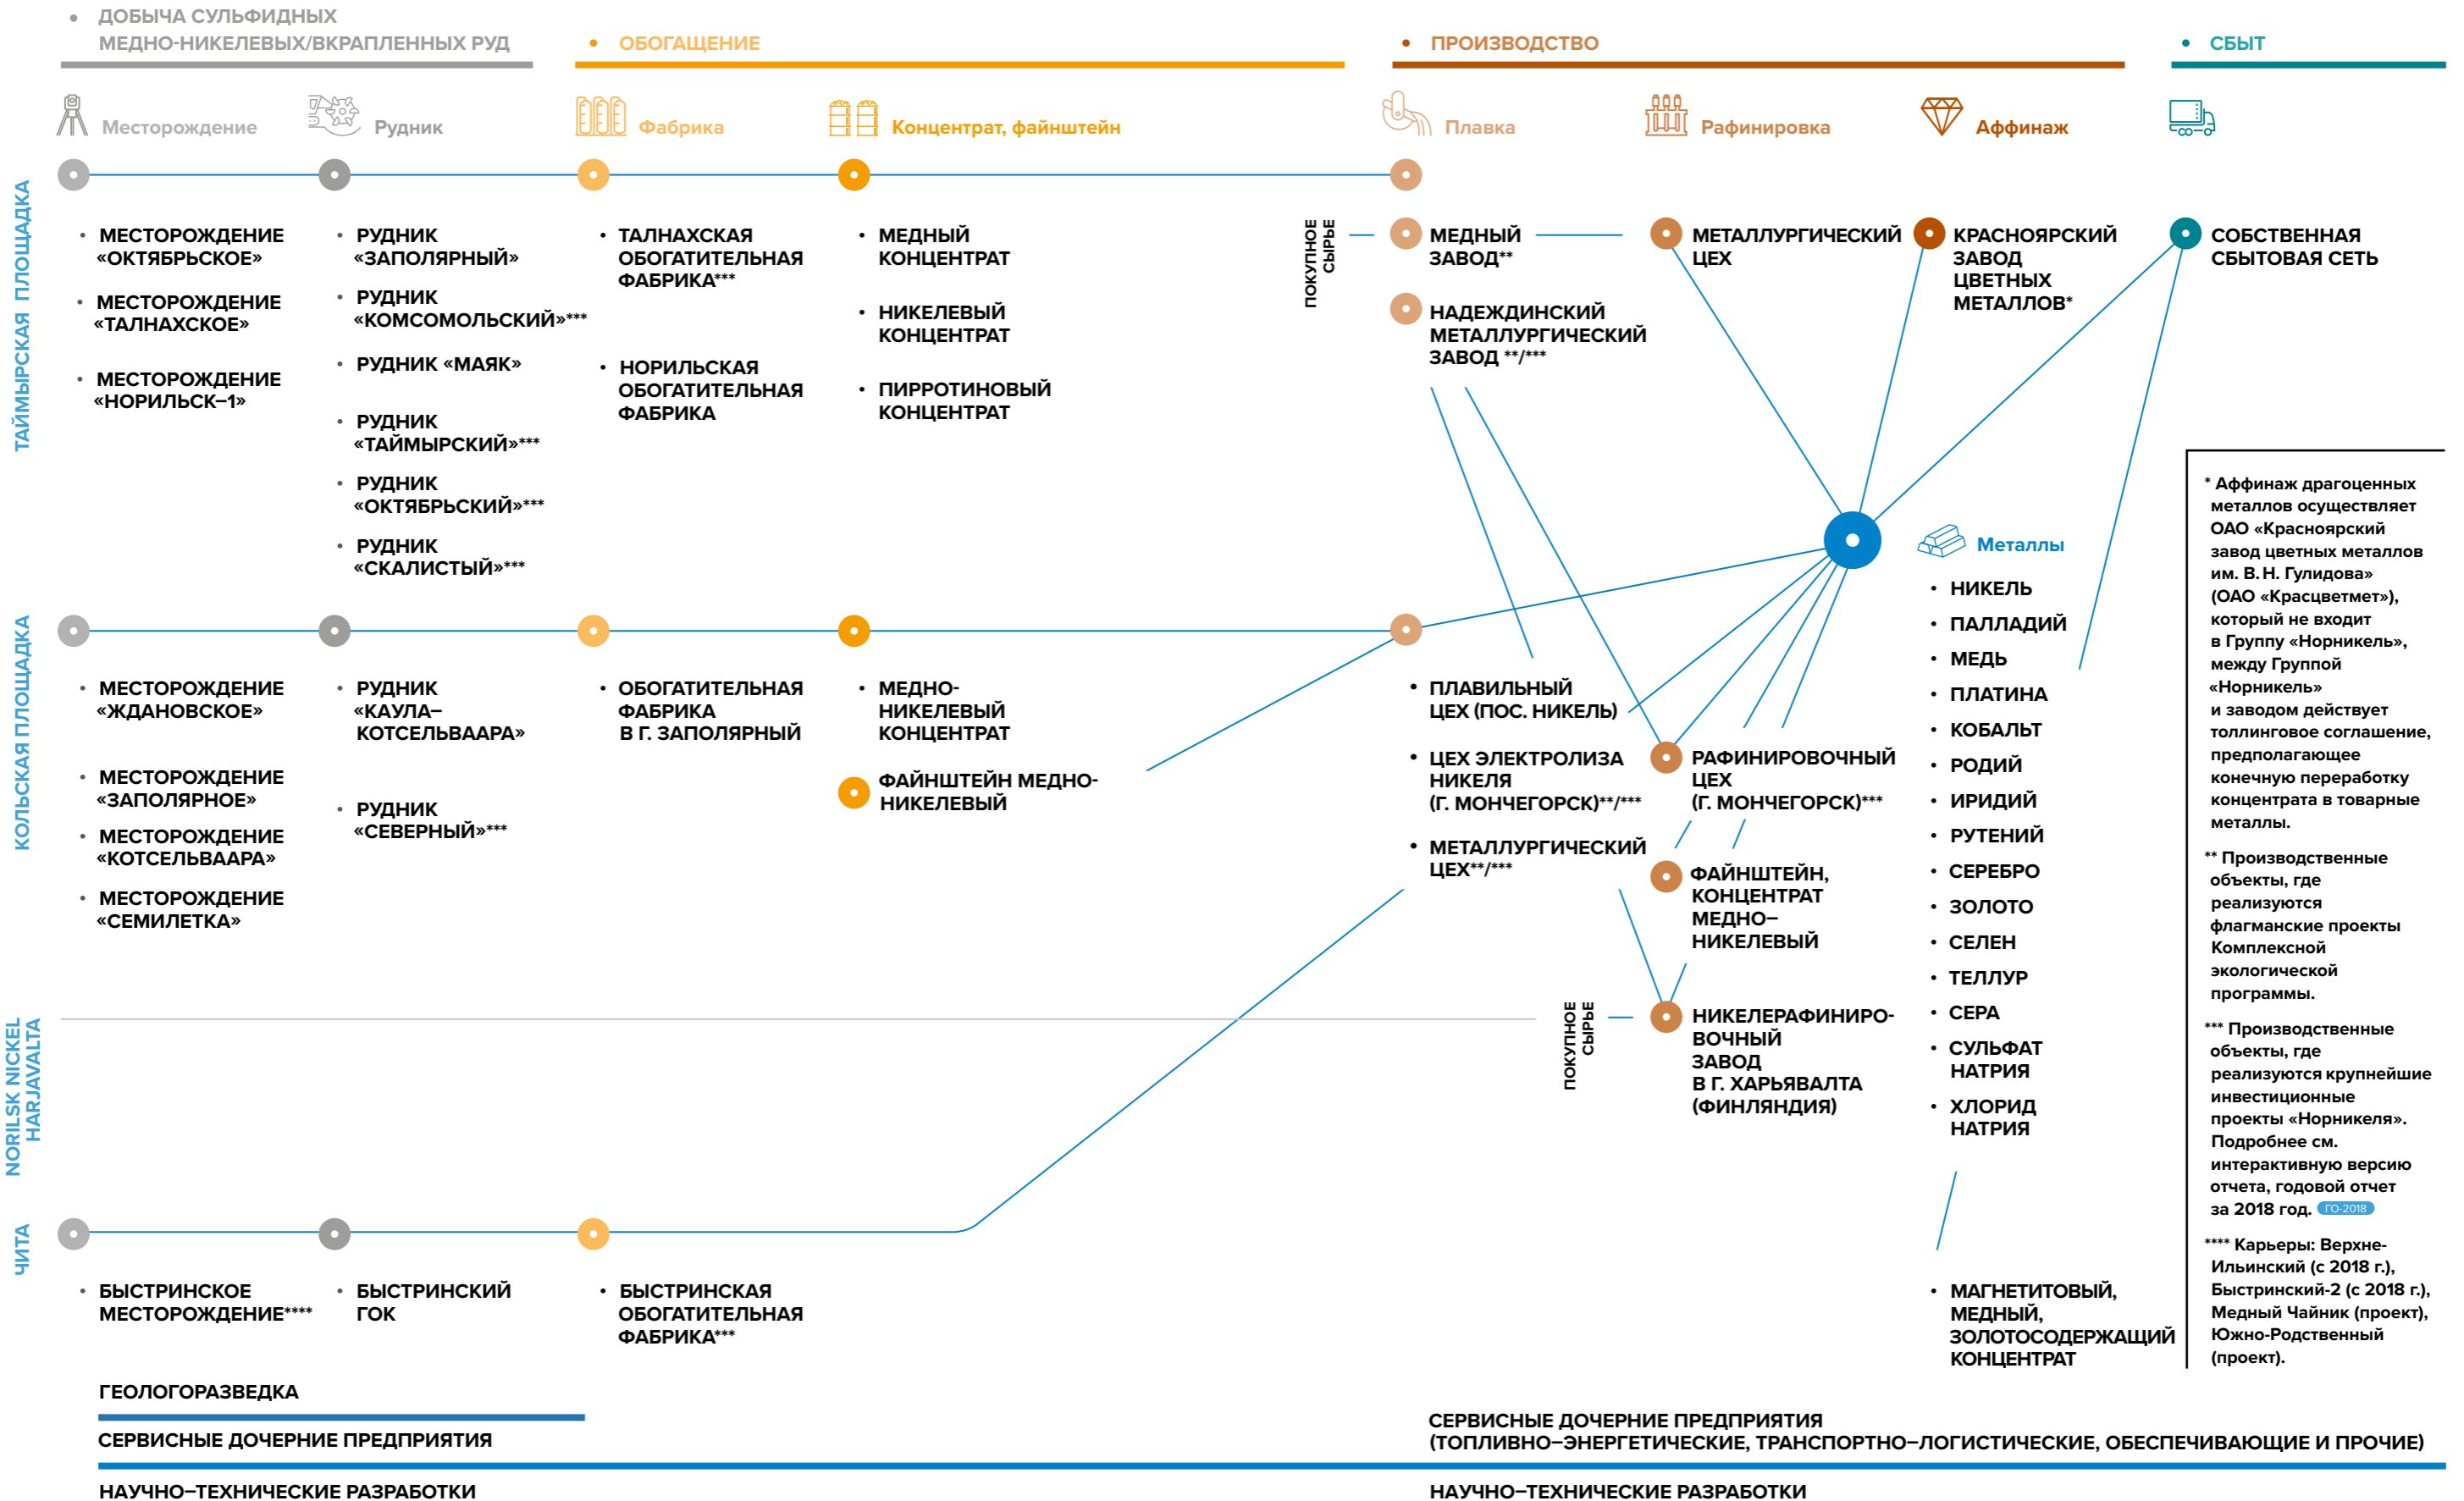 • ДОБЫЧА СУЛЬФИДНЫХ
МЕДНО-НИКЕЛЕВЫХ/ВКРАПЛЕННЫХ РУД
• ОБОГАЩЕНИЕ
• ПРОИЗВОДСТВО
• СБЫТ
Месторождение
Рудник
Фабрика
Концентрат, файнштейн
Плавка
Рафинировка
Аффинаж
ТАЙМЫРСКАЯ ПЛОЩАДКА
• МЕСТОРОЖДЕНИЕ
«ОКТЯБРЬСКОЕ»
• МЕСТОРОЖДЕНИЕ
«ТАЛНАХСКОЕ»
• МЕСТОРОЖДЕНИЕ
«НОРИЛЬСК–1»
• РУДНИК
«ЗАПОЛЯРНЫЙ»
• РУДНИК
«КОМСОМОЛЬСКИЙ»***
• РУДНИК «МАЯК»
• РУДНИК
«ТАЙМЫРСКИЙ»***
• РУДНИК
«ОКТЯБРЬСКИЙ»***
• РУДНИК
«СКАЛИСТЫЙ»***
• ТАЛНАХСКАЯ
ОБОГАТИТЕЛЬНАЯ
ФАБРИКА***
• НОРИЛЬСКАЯ
ОБОГАТИТЕЛЬНАЯ
ФАБРИКА
• МЕДНЫЙ
КОНЦЕНТРАТ
• НИКЕЛЕВЫЙ
КОНЦЕНТРАТ
• ПИРРОТИНОВЫЙ
КОНЦЕНТРАТ
ПОКУПНОЕ
СЫРЬЕ
МЕДНЫЙ
ЗАВОД**
НАДЕЖДИНСКИЙ
МЕТАЛЛУРГИЧЕСКИЙ
ЗАВОД **/***
МЕТАЛЛУРГИЧЕСКИЙ
ЦЕХ
КРАСНОЯРСКИЙ
ЗАВОД
ЦВЕТНЫХ
МЕТАЛЛОВ*
СОБСТВЕННАЯ
СБЫТОВАЯ СЕТЬ
КОЛЬСКАЯ ПЛОЩАДКА
• МЕСТОРОЖДЕНИЕ
«ЖДАНОВСКОЕ»
• МЕСТОРОЖДЕНИЕ
«ЗАПОЛЯРНОЕ»
• МЕСТОРОЖДЕНИЕ
«КОТСЕЛЬВААРА»
• МЕСТОРОЖДЕНИЕ
«СЕМИЛЕТКА»
• РУДНИК
«КАУЛА–
КОТСЕЛЬВААРА»
• РУДНИК
«СЕВЕРНЫЙ»***
• ОБОГАТИТЕЛЬНАЯ
ФАБРИКА
В Г. ЗАПОЛЯРНЫЙ
• МЕДНО-
НИКЕЛЕВЫЙ
КОНЦЕНТРАТ
ФАЙНШТЕЙН МЕДНО-
НИКЕЛЕВЫЙ
• ПЛАВИЛЬНЫЙ
ЦЕХ (ПОС. НИКЕЛЬ)
• ЦЕХ ЭЛЕКТРОЛИЗА
НИКЕЛЯ
(Г. МОНЧЕГОРСК)**/***
• МЕТАЛЛУРГИЧЕСКИЙ
ЦЕХ**/***
РАФИНИРОВОЧНЫЙ
ЦЕХ
(Г. МОНЧЕГОРСК)***
ФАЙНШТЕЙН,
КОНЦЕНТРАТ
МЕДНО–
НИКЕЛЕВЫЙ
NORILSK NICKEL
HARJAVALTA
ПОКУПНОЕ
СЫРЬЕ
НИКЕЛЕРАФИНИРО-
ВОЧНЫЙ
ЗАВОД
В Г. ХАРЬЯВАЛТА
(ФИНЛЯНДИЯ)
Металлы
• НИКЕЛЬ
• ПАЛЛАДИЙ
• МЕДЬ
• ПЛАТИНА
• КОБАЛЬТ
• РОДИЙ
• ИРИДИЙ
• РУТЕНИЙ
• СЕРЕБРО
• ЗОЛОТО
• СЕЛЕН
• ТЕЛЛУР
• СЕРА
• СУЛЬФАТ
НАТРИЯ
• ХЛОРИД
НАТРИЯ
ЧИТА
• БЫСТРИНСКОЕ
МЕСТОРОЖДЕНИЕ****
• БЫСТРИНСКИЙ
ГОК
• БЫСТРИНСКАЯ
ОБОГАТИТЕЛЬНАЯ
ФАБРИКА***
• МАГНЕТИТОВЫЙ,
МЕДНЫЙ,
ЗОЛОТОСОДЕРЖАЩИЙ
КОНЦЕНТРАТ
* Аффинаж драгоценных
металлов осуществляет
ОАО «Красноярский
завод цветных металлов
им. В. Н. Гулидова»
(ОАО «Красцветмет»),
который не входит
в Группу «Норникель»,
между Группой
«Норникель»
и заводом действует
толлинговое соглашение,
предполагающее
конечную переработку
концентрата в товарные
металлы.
** Производственные
объекты, где
реализуются
флагманские проекты
Комплексной
экологической
программы.
*** Производственные
объекты, где
реализуются крупнейшие
инвестиционные
проекты «Норникеля».
Подробнее см.
интерактивную версию
отчета, годовой отчет
за 2018 год. ГО-2018
**** Карьеры: Верхне-
Ильинский (с 2018 г.),
Быстринский-2 (с 2018 г.),
Медный Чайник (проект),
Южно-Родственный
(проект).
ГЕОЛОГОРАЗВЕДКА
СЕРВИСНЫЕ ДОЧЕРНИЕ ПРЕДПРИЯТИЯ
СЕРВИСНЫЕ ДОЧЕРНИЕ ПРЕДПРИЯТИЯ
(ТОПЛИВНО–ЭНЕРГЕТИЧЕСКИЕ, ТРАНСПОРТНО–ЛОГИСТИЧЕСКИЕ, ОБЕСПЕЧИВАЮЩИЕ И ПРОЧИЕ)
НАУЧНО–ТЕХНИЧЕСКИЕ РАЗРАБОТКИ
НАУЧНО–ТЕХНИЧЕСКИЕ РАЗРАБОТКИ